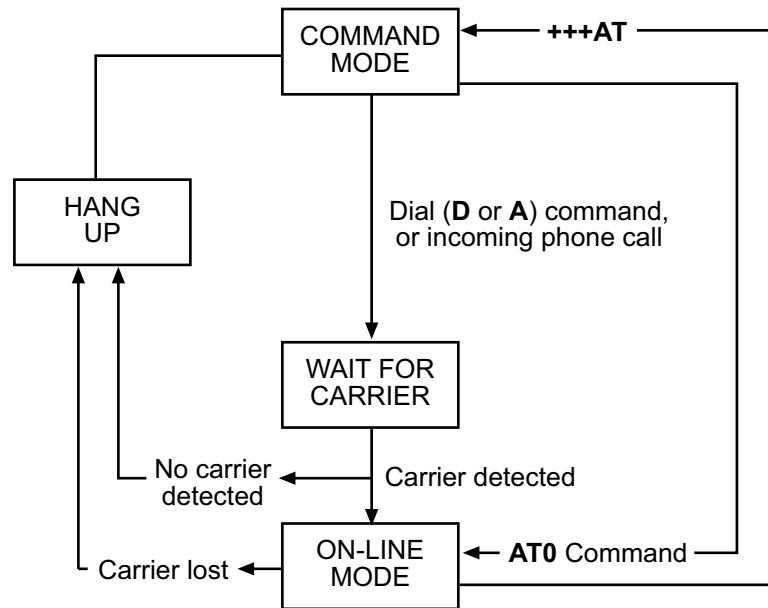 COMMAND
MODE
+++AT
HANG
UP
Dial (D or A) command,
or incoming phone call
WAIT FOR
CARRIER
No carrier
detected
Carrier detected
ON-LINE
MODE
AT0 Command
Carrier lost